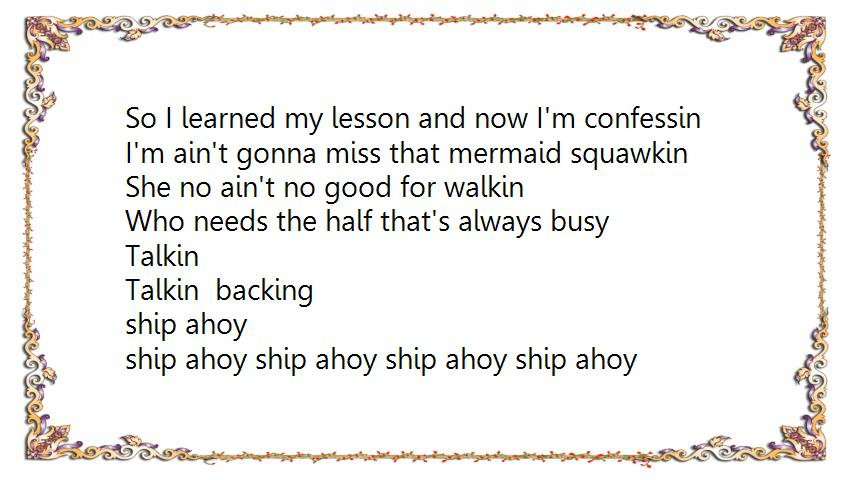 So I learned my lesson and now I'm confessin
I'm ain't gonna miss that mermaid squawkin
She no ain't no good for walkin
Who needs the half that's always busy
Talkin
Talkin  backing
ship ahoy
ship ahoy ship ahoy ship ahoy ship ahoy